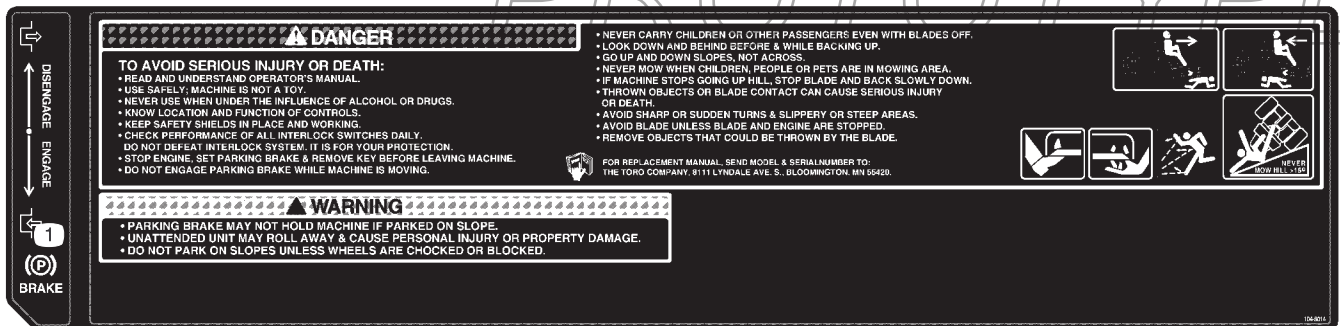 PROTOTYPE
DISENGAGE ENGAGE
1
(P)
BRAKE
DANGER
TO AVOID SERIOUS INJURY OR DEATH:
• READ AND UNDERSTAND OPERATOR'S MANUAL.
• USE SAFELY; MACHINE IS NOT A TOY.
• NEVER USE WHEN UNDER THE INFLUENCE OF ALCOHOL OR DRUGS.
• KNOW LOCATION AND FUNCTION OF CONTROLS.
• KEEP SAFETY SHIELDS IN PLACE AND WORKING.
• CHECK PERFORMANCE OF ALL INTERLOCK SWITCHES DAILY.
DO NOT DEFEAT INTERLOCK SYSTEM. IT IS FOR YOUR PROTECTION.
• STOP ENGINE, SET PARKING BRAKE & REMOVE KEY BEFORE LEAVING MACHINE.
• DO NOT ENGAGE PARKING BRAKE WHILE MACHINE IS MOVING.
• NEVER CARRY CHILDREN OR OTHER PASSENGERS EVEN WITH BLADES OFF.
• LOOK DOWN AND BEHIND BEFORE & WHILE BACKING UP.
• GO UP AND DOWN SLOPES, NOT ACROSS.
• NEVER MOW WHEN CHILDREN, PEOPLE OR PETS ARE IN MOWING AREA.
• IF MACHINE STOPS GOING UP HILL, STOP BLADE AND BACK SLOWLY DOWN.
• THROWN OBJECTS OR BLADE CONTACT CAN CAUSE SERIOUS INJURY
OR DEATH.
• AVOID SHARP OR SUDDEN TURNS & SLIPPERY OR STEEP AREAS.
• AVOID BLADE UNLESS BLADE AND ENGINE ARE STOPPED.
• REMOVE OBJECTS THAT COULD BE THROWN BY THE BLADE.
FOR REPLACEMENT MANUAL, SEND MODEL & SERIALNUMBER TO:
THE TORO COMPANY, 8111 LYNDALE AVE. S., BLOOMINGTON, MN 55420.
NEVER
MOW HILL >15º
WARNING
• PARKING BRAKE MAY NOT HOLD MACHINE IF PARKED ON SLOPE.
• UNATTENDED UNIT MAY ROLL AWAY & CAUSE PERSONAL INJURY OR PROPERTY DAMAGE.
• DO NOT PARK ON SLOPES UNLESS WHEELS ARE CHOCKED OR BLOCKED.
104-8014